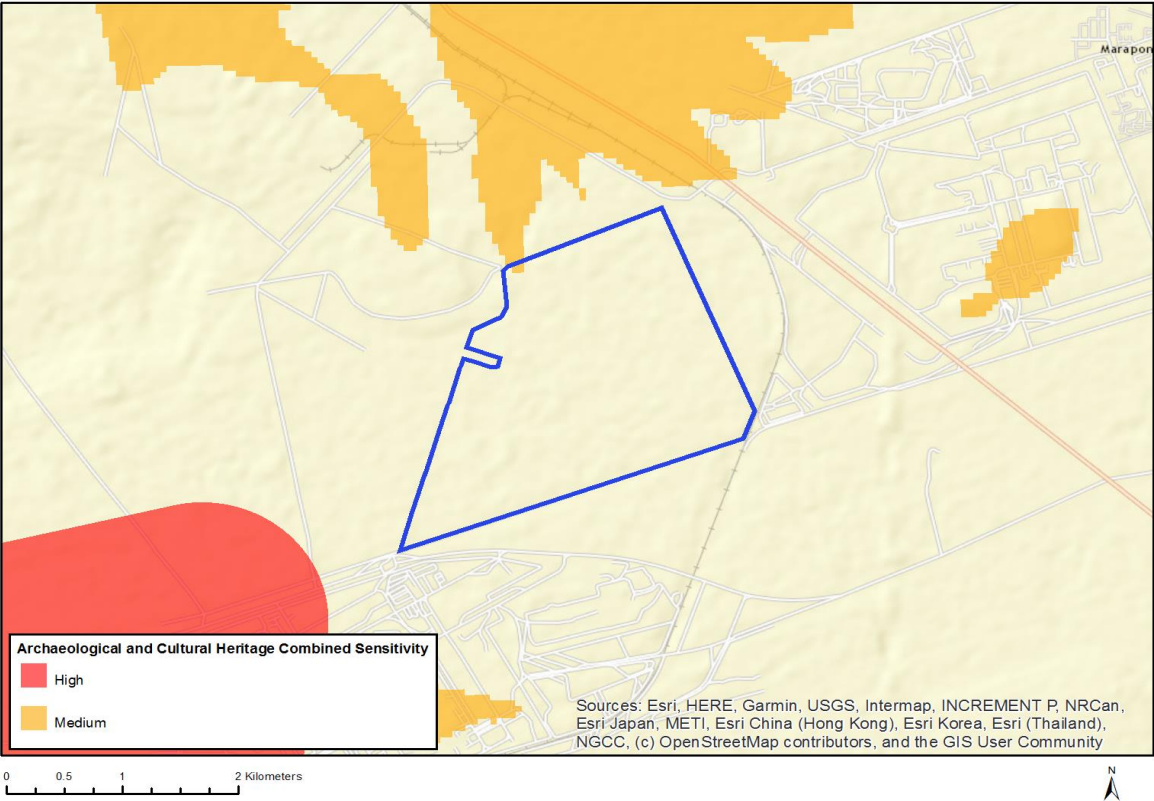 Marapon
Archaeological and Cultural Heritage Combined Sensitivity
High
Medium
Sources: Esri, HERE, Garmin, USGS, Intermap, INCREMENT P, NRCan,
Esri Japan, METI, Esri China (Hong Kong), Esri Korea, Esri (Thailand),
NGCC, (c) OpenStreetMap contributors, and the GIS User Community
0 0.5 1 2 Kilometers
N